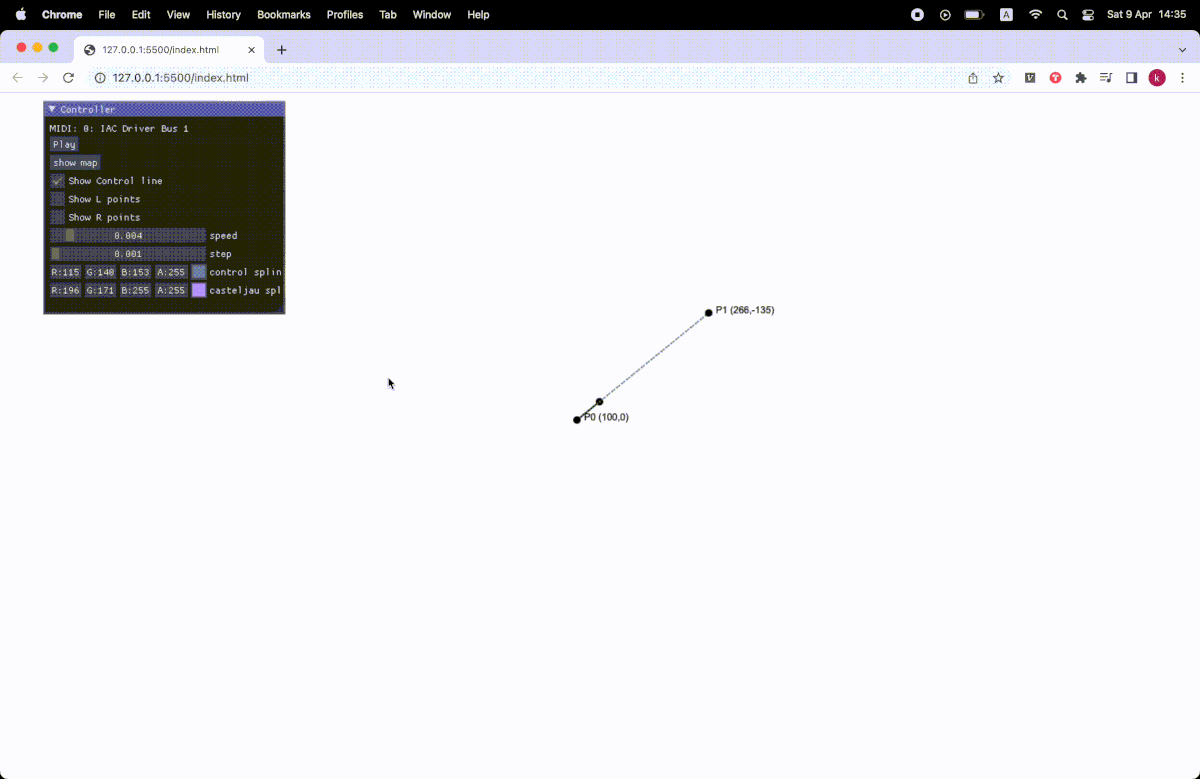 Chrome File Edit View History Bookmarks Profiles Tab Window Help A Sat 9 Apr 14:35
127.0.0.1:5500/index.html
127.0.0.1:5500/index.html k
Controller
MIDI: 0: IAC Driver Bus 1
Play
show map
Show Control line
Show L points
Show R points
0.004 speed
0.001 step
R:115 G:140 B:153 A:255 control splin
R:196 G:171 B:255 A:255 casteljau spl
P1 (266,-135)
P0 (100,0)